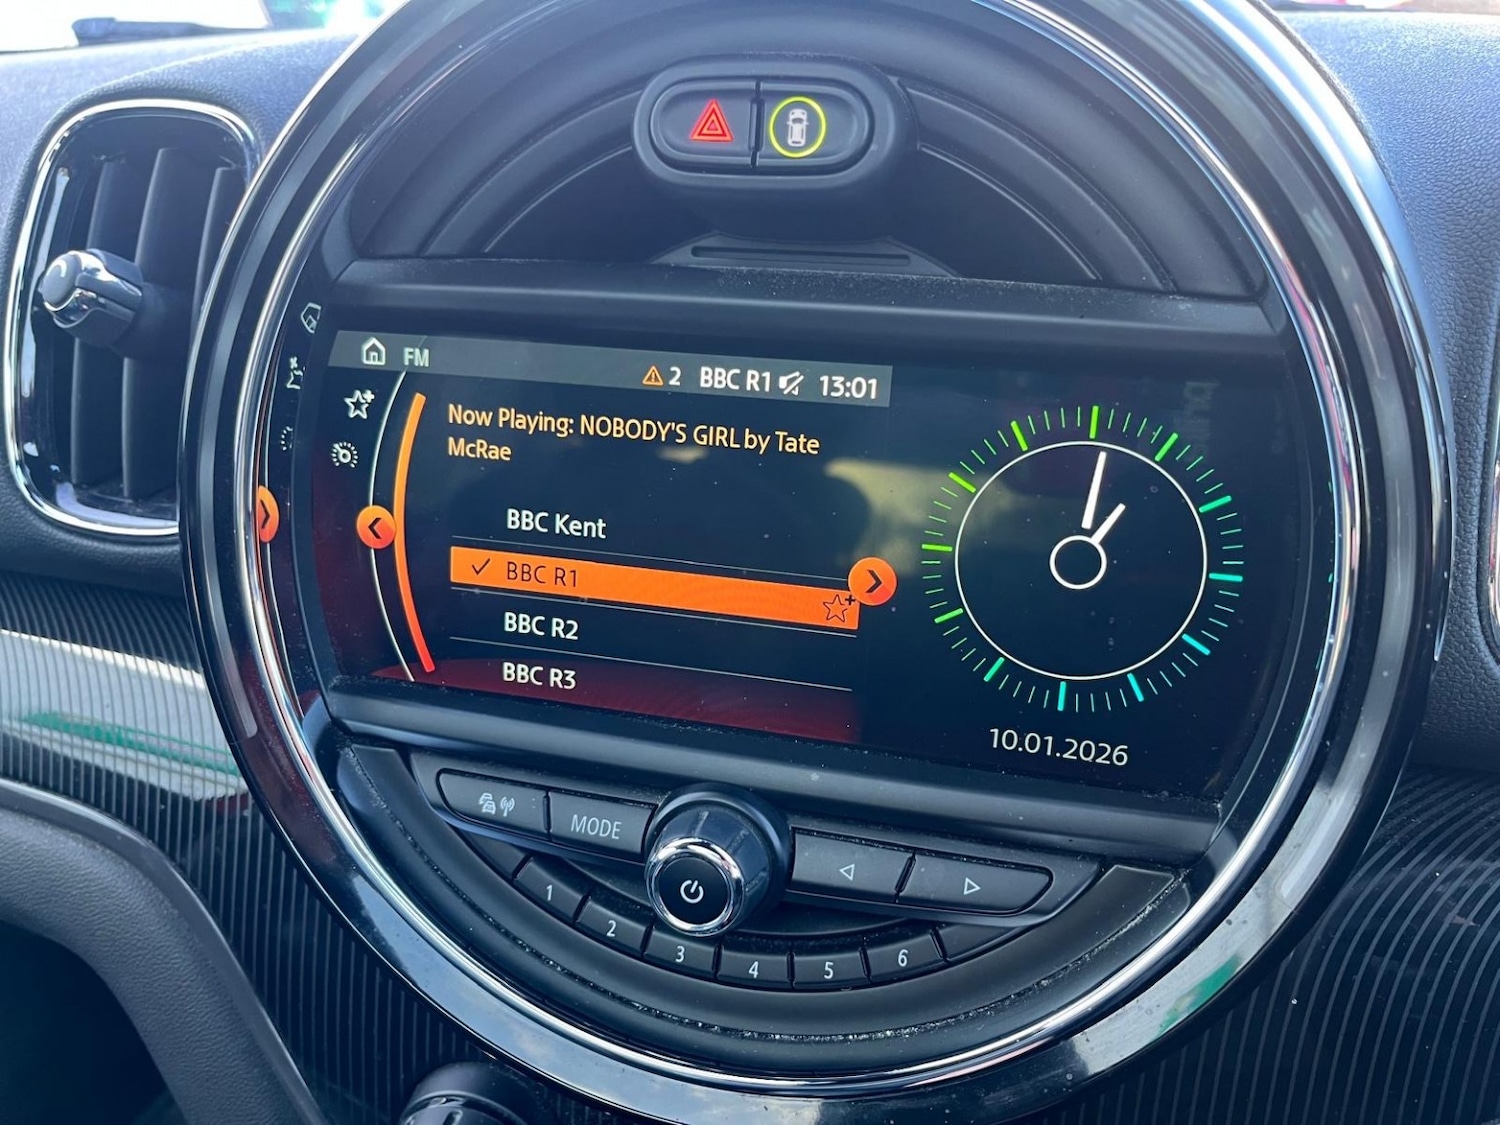 FM
2 BBC R1 13:01
Now Playing: NOBODY'S GIRL by Tate
McRae
BBC Kent
BBC R1
BBC R2
BBC R3
10.01.2026
MODE
1 2 3 4 5 6